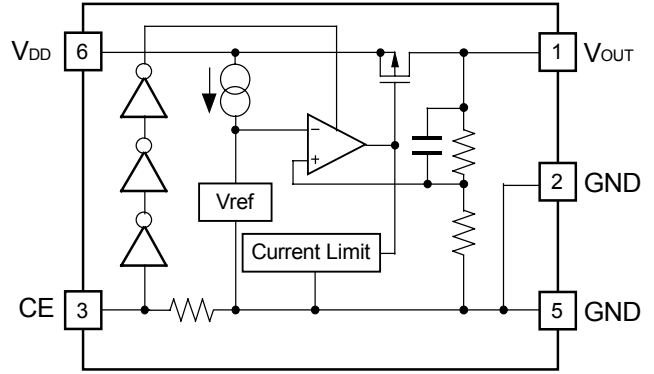 VDD 6 1 VOUT
− +
Vref
2 GND
Current Limit
CE 3 5 GND